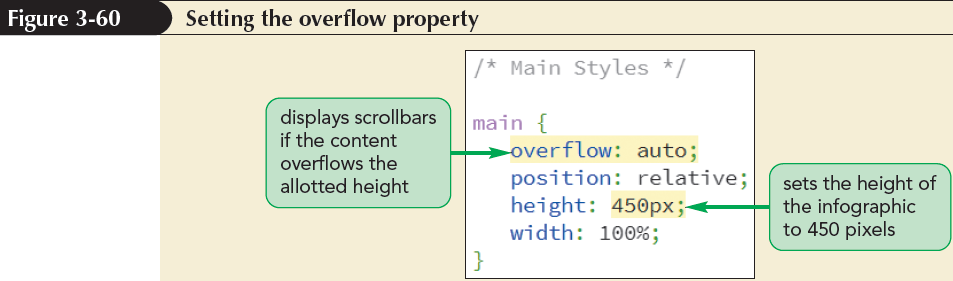 Figure 3-60 Setting the overflow property
displays scrollbars
if the content
overflows the
allotted height
/* Main Styles */
main {
overflow: auto;
position: relative;
height: 450px;
width: 100%;
}
sets the height of
the infographic
to 450 pixels